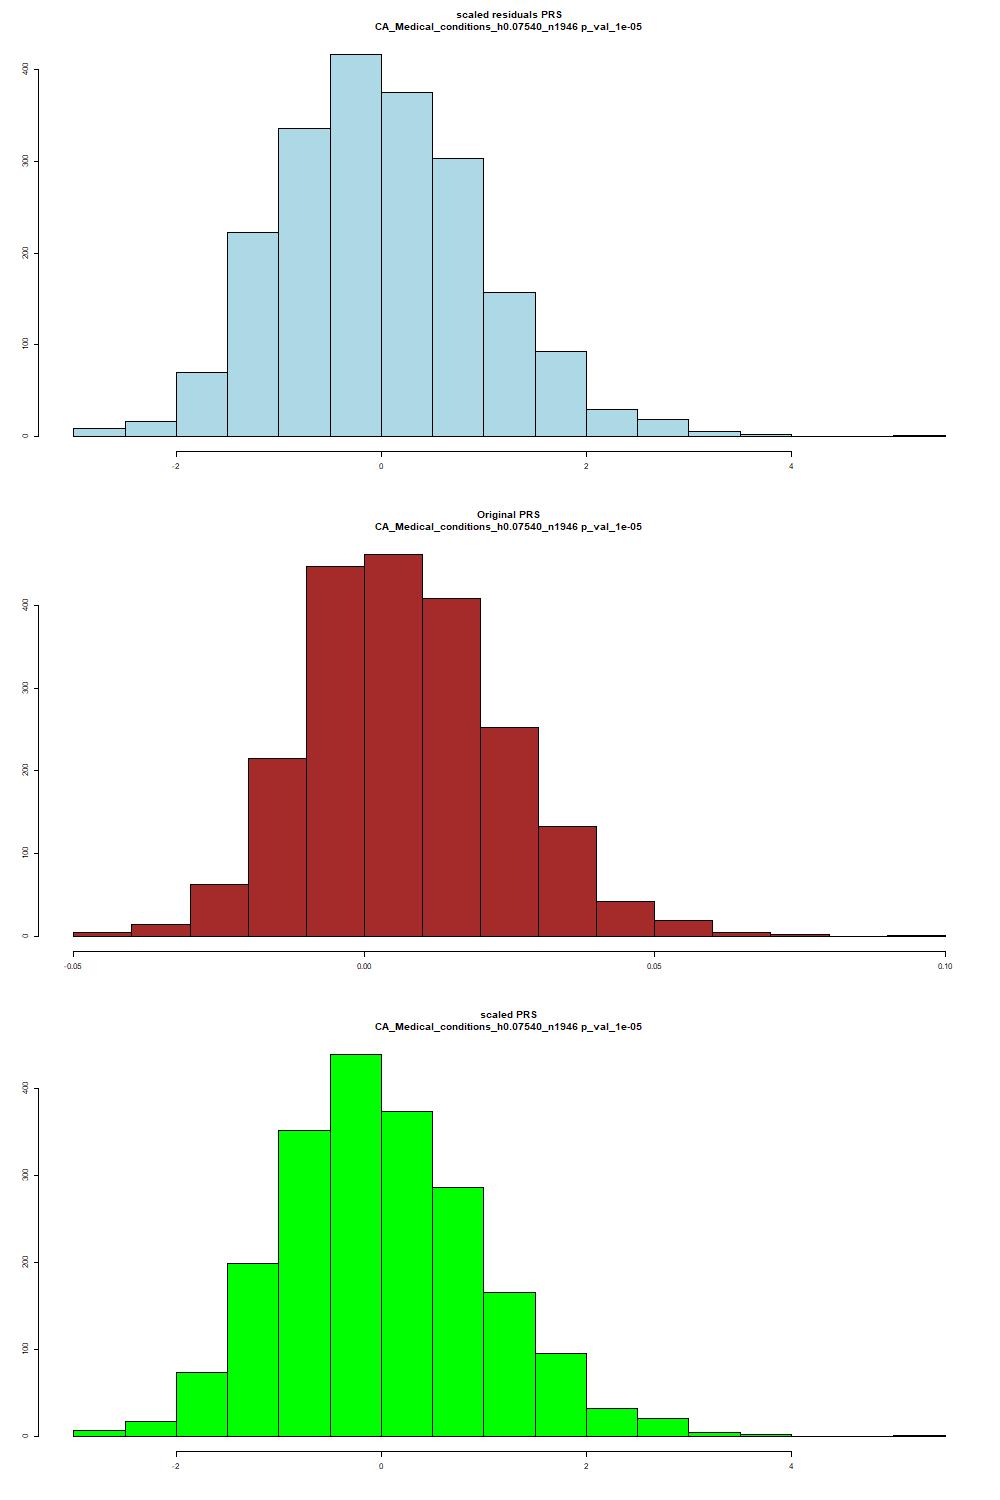 scaled residuals PRS
CA_Medical_conditions_h0.07540_n1946 p_val_1e-05
400
300
200
100
0
-2 0 2 4
Original PRS
CA_Medical_conditions_h0.07540_n1946 p_val_1e-05
400
300
200
100
0
-0.05 0.00 0.05 0.10
scaled PRS
CA_Medical_conditions_h0.07540_n1946 p_val_1e-05
400
300
200
100
0
-2 0 2 4